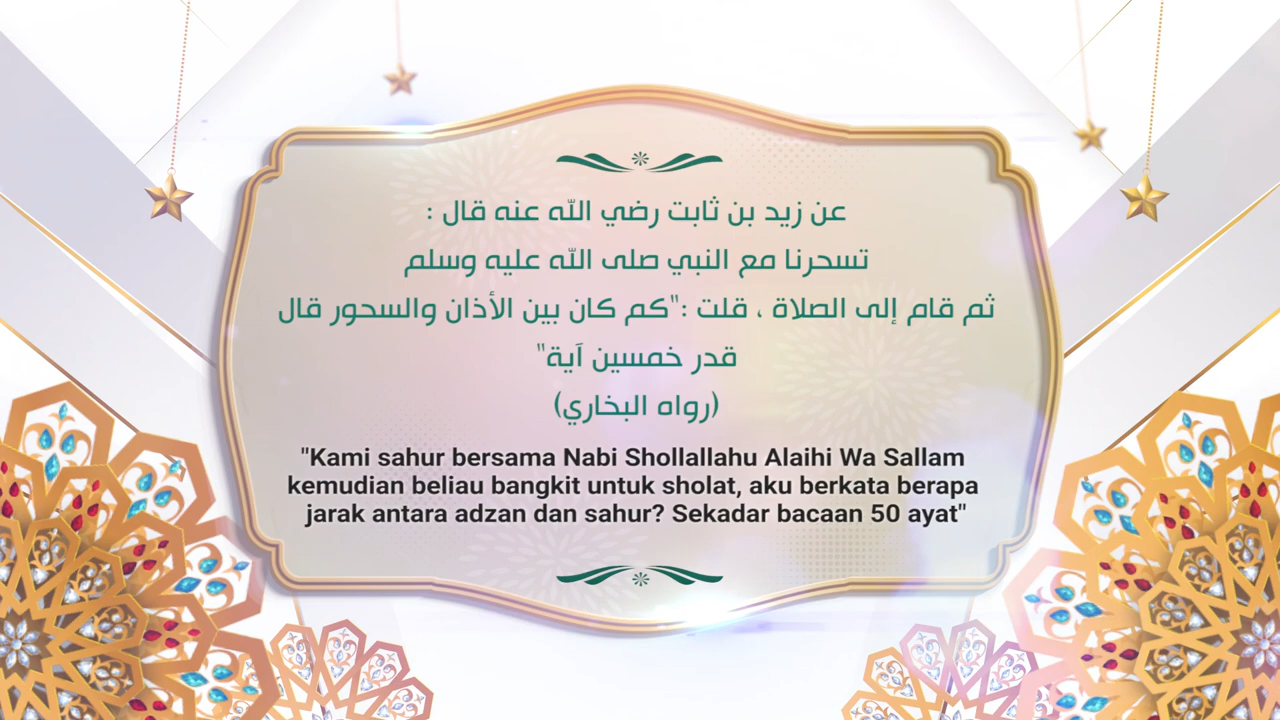 عن زيد بن ثابت رضي الله عنه قال :
تسحرنا مع النبي صلى الله عليه وسلم
ثم قام إلى الصلاة ، قلت :"كم كان بين الأذان والسحور قال
قدر خمسين آية"
(رواه البخاري)
"Kami sahur bersama Nabi Shollallahu Alaihi Wa Sallam
kemudian beliau bangkit untuk sholat, aku berkata berapa
jarak antara adzan dan sahur? Sekadar bacaan 50 ayat"